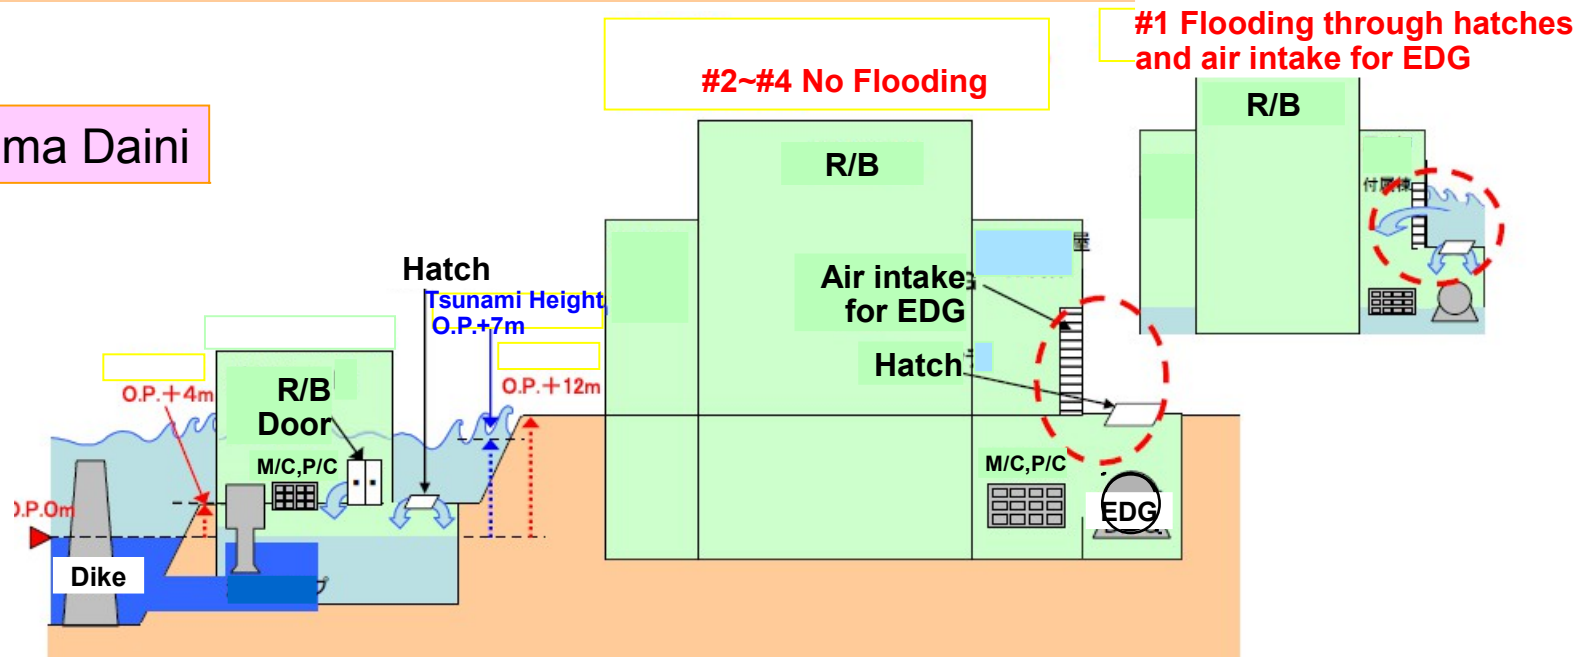 #1 Flooding through hatches
and air intake for EDG
#2~#4 No Flooding
ma Daini
R/B
付属棟
R/B
Air intake
for EDG
Hatch
Hatch
Tsunami Height
O.P.+7m
O.P.+12m
O.P.+4m
R/B
Door
M/C,P/C
O.P.0m
Dike
M/C,P/C
EDG
プ